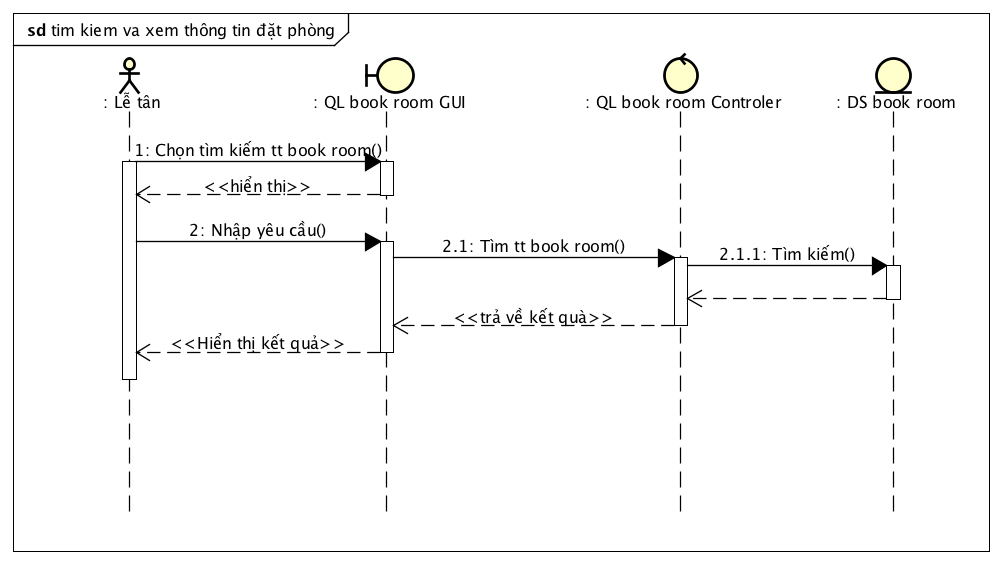 sd tim kiem va xem thông tin đặt phòng
: Lễ tân
: QL book room GUI
: QL book room Controler
: DS book room
1: Chọn tìm kiếm tt book room()
<<hiển thị>>
2: Nhập yêu cầu()
2.1: Tìm tt book room()
2.1.1: Tìm kiếm()
<<trả về kết quà>>
<<Hiển thị kết quả>>